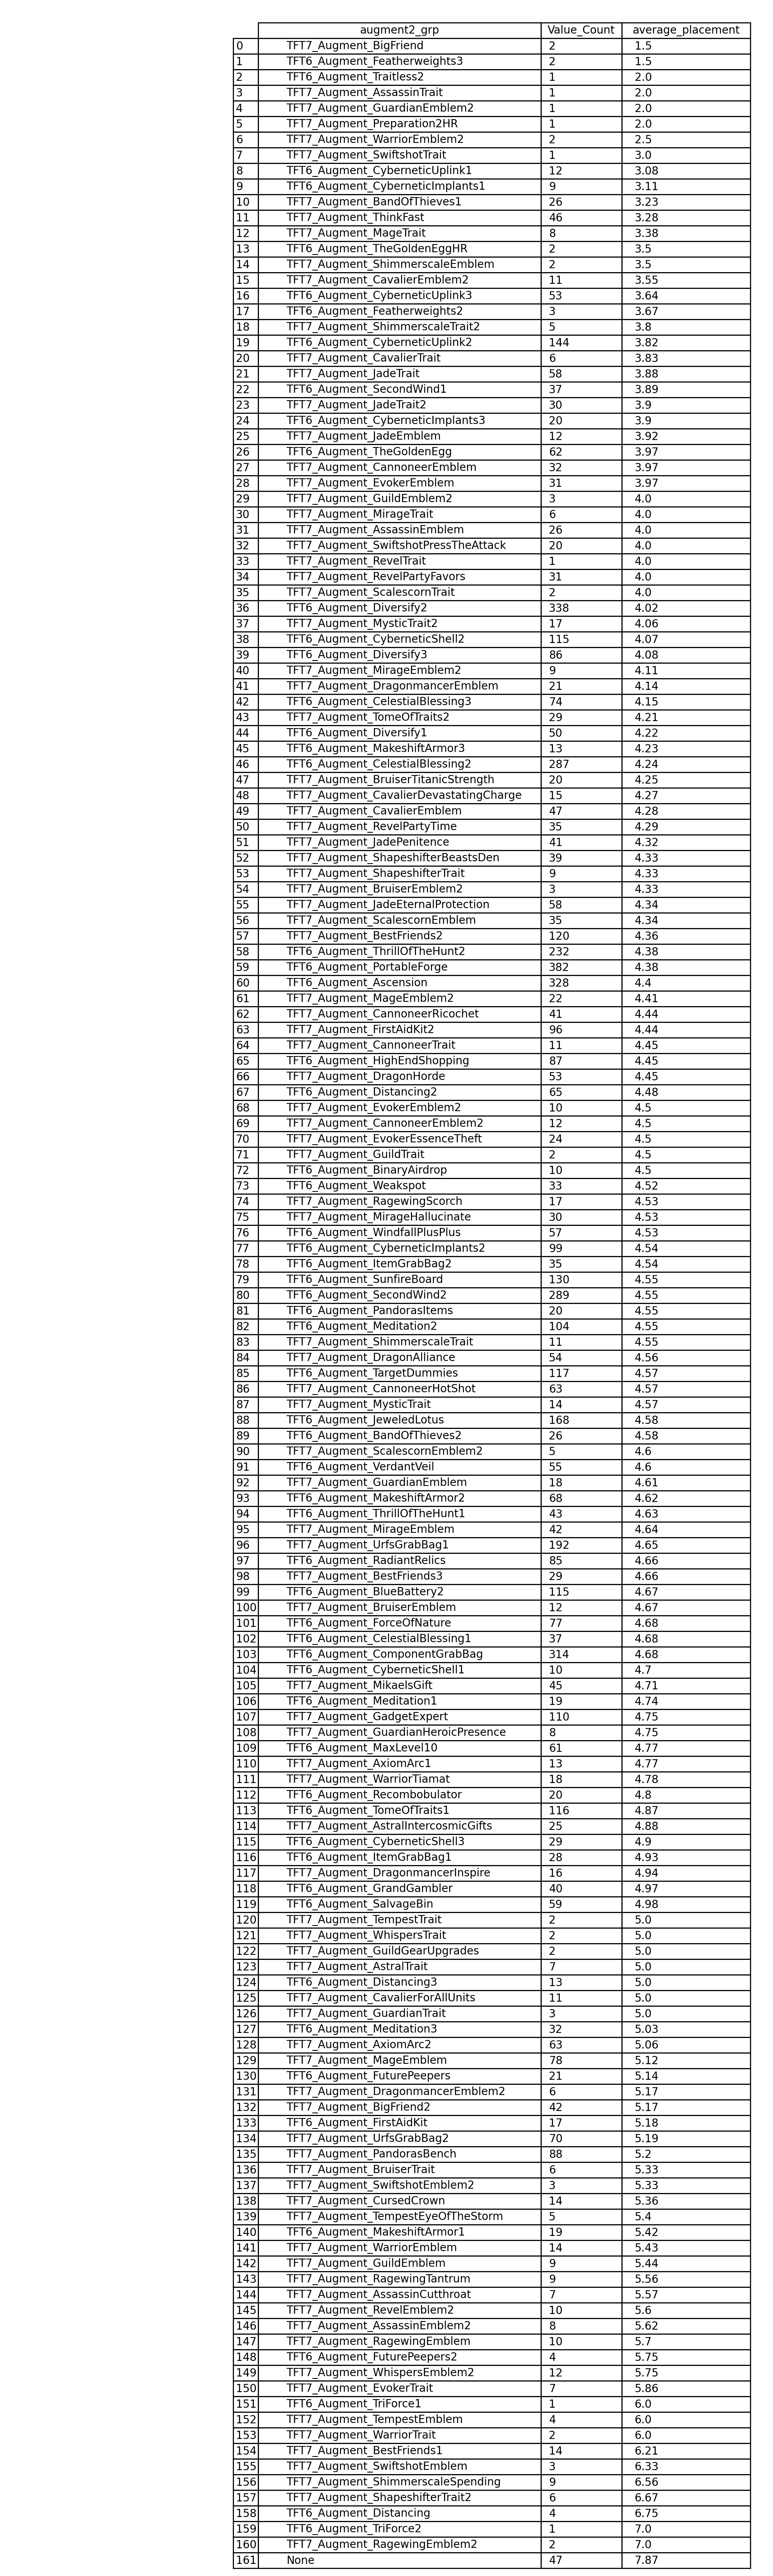 augment2_grp Value_Count average_placement
0 TFT7_Augment_BigFriend 2 1.5
1 TFT6_Augment_Featherweights3 2 1.5
2 TFT6_Augment_Traitless2 1 2.0
3 TFT7_Augment_AssassinTrait 1 2.0
4 TFT7_Augment_GuardianEmblem2 1 2.0
5 TFT7_Augment_Preparation2HR 1 2.0
6 TFT7_Augment_WarriorEmblem2 2 2.5
7 TFT7_Augment_SwiftshotTrait 1 3.0
8 TFT6_Augment_CyberneticUplink1 12 3.08
9 TFT6_Augment_CyberneticImplants1 9 3.11
10 TFT7_Augment_BandOfThieves1 26 3.23
11 TFT7_Augment_ThinkFast 46 3.28
12 TFT7_Augment_MageTrait 8 3.38
13 TFT6_Augment_TheGoldenEggHR 2 3.5
14 TFT7_Augment_ShimmerscaleEmblem 2 3.5
15 TFT7_Augment_CavalierEmblem2 11 3.55
16 TFT6_Augment_CyberneticUplink3 53 3.64
17 TFT6_Augment_Featherweights2 3 3.67
18 TFT7_Augment_ShimmerscaleTrait2 5 3.8
19 TFT6_Augment_CyberneticUplink2 144 3.82
20 TFT7_Augment_CavalierTrait 6 3.83
21 TFT7_Augment_JadeTrait 58 3.88
22 TFT6_Augment_SecondWind1 37 3.89
23 TFT7_Augment_JadeTrait2 30 3.9
24 TFT6_Augment_CyberneticImplants3 20 3.9
25 TFT7_Augment_JadeEmblem 12 3.92
26 TFT6_Augment_TheGoldenEgg 62 3.97
27 TFT7_Augment_CannoneerEmblem 32 3.97
28 TFT7_Augment_EvokerEmblem 31 3.97
29 TFT7_Augment_GuildEmblem2 3 4.0
30 TFT7_Augment_MirageTrait 6 4.0
31 TFT7_Augment_AssassinEmblem 26 4.0
32 TFT7_Augment_SwiftshotPressTheAttack 20 4.0
33 TFT7_Augment_RevelTrait 1 4.0
34 TFT7_Augment_RevelPartyFavors 31 4.0
35 TFT7_Augment_ScalescornTrait 2 4.0
36 TFT6_Augment_Diversify2 338 4.02
37 TFT7_Augment_MysticTrait2 17 4.06
38 TFT6_Augment_CyberneticShell2 115 4.07
39 TFT6_Augment_Diversify3 86 4.08
40 TFT7_Augment_MirageEmblem2 9 4.11
41 TFT7_Augment_DragonmancerEmblem 21 4.14
42 TFT6_Augment_CelestialBlessing3 74 4.15
43 TFT7_Augment_TomeOfTraits2 29 4.21
44 TFT6_Augment_Diversify1 50 4.22
45 TFT6_Augment_MakeshiftArmor3 13 4.23
46 TFT6_Augment_CelestialBlessing2 287 4.24
47 TFT7_Augment_BruiserTitanicStrength 20 4.25
48 TFT7_Augment_CavalierDevastatingCharge 15 4.27
49 TFT7_Augment_CavalierEmblem 47 4.28
50 TFT7_Augment_RevelPartyTime 35 4.29
51 TFT7_Augment_JadePenitence 41 4.32
52 TFT7_Augment_ShapeshifterBeastsDen 39 4.33
53 TFT7_Augment_ShapeshifterTrait 9 4.33
54 TFT7_Augment_BruiserEmblem2 3 4.33
55 TFT7_Augment_JadeEternalProtection 58 4.34
56 TFT7_Augment_ScalescornEmblem 35 4.34
57 TFT7_Augment_BestFriends2 120 4.36
58 TFT6_Augment_ThrillOfTheHunt2 232 4.38
59 TFT6_Augment_PortableForge 382 4.38
60 TFT6_Augment_Ascension 328 4.4
61 TFT7_Augment_MageEmblem2 22 4.41
62 TFT7_Augment_CannoneerRicochet 41 4.44
63 TFT7_Augment_FirstAidKit2 96 4.44
64 TFT7_Augment_CannoneerTrait 11 4.45
65 TFT6_Augment_HighEndShopping 87 4.45
66 TFT7_Augment_DragonHorde 53 4.45
67 TFT6_Augment_Distancing2 65 4.48
68 TFT7_Augment_EvokerEmblem2 10 4.5
69 TFT7_Augment_CannoneerEmblem2 12 4.5
70 TFT7_Augment_EvokerEssenceTheft 24 4.5
71 TFT7_Augment_GuildTrait 2 4.5
72 TFT6_Augment_BinaryAirdrop 10 4.5
73 TFT6_Augment_Weakspot 33 4.52
74 TFT7_Augment_RagewingScorch 17 4.53
75 TFT7_Augment_MirageHallucinate 30 4.53
76 TFT6_Augment_WindfallPlusPlus 57 4.53
77 TFT6_Augment_CyberneticImplants2 99 4.54
78 TFT6_Augment_ItemGrabBag2 35 4.54
79 TFT6_Augment_SunfireBoard 130 4.55
80 TFT6_Augment_SecondWind2 289 4.55
81 TFT6_Augment_PandorasItems 20 4.55
82 TFT6_Augment_Meditation2 104 4.55
83 TFT7_Augment_ShimmerscaleTrait 11 4.55
84 TFT7_Augment_DragonAlliance 54 4.56
85 TFT6_Augment_TargetDummies 117 4.57
86 TFT7_Augment_CannoneerHotShot 63 4.57
87 TFT7_Augment_MysticTrait 14 4.57
88 TFT6_Augment_JeweledLotus 168 4.58
89 TFT6_Augment_BandOfThieves2 26 4.58
90 TFT7_Augment_ScalescornEmblem2 5 4.6
91 TFT6_Augment_VerdantVeil 55 4.6
92 TFT7_Augment_GuardianEmblem 18 4.61
93 TFT6_Augment_MakeshiftArmor2 68 4.62
94 TFT6_Augment_ThrillOfTheHunt1 43 4.63
95 TFT7_Augment_MirageEmblem 42 4.64
96 TFT7_Augment_UrfsGrabBag1 192 4.65
97 TFT6_Augment_RadiantRelics 85 4.66
98 TFT7_Augment_BestFriends3 29 4.66
99 TFT6_Augment_BlueBattery2 115 4.67
100 TFT7_Augment_BruiserEmblem 12 4.67
101 TFT6_Augment_ForceOfNature 77 4.68
102 TFT6_Augment_CelestialBlessing1 37 4.68
103 TFT6_Augment_ComponentGrabBag 314 4.68
104 TFT6_Augment_CyberneticShell1 10 4.7
105 TFT7_Augment_MikaelsGift 45 4.71
106 TFT6_Augment_Meditation1 19 4.74
107 TFT7_Augment_GadgetExpert 110 4.75
108 TFT7_Augment_GuardianHeroicPresence 8 4.75
109 TFT6_Augment_MaxLevel10 61 4.77
110 TFT7_Augment_AxiomArc1 13 4.77
111 TFT7_Augment_WarriorTiamat 18 4.78
112 TFT6_Augment_Recombobulator 20 4.8
113 TFT6_Augment_TomeOfTraits1 116 4.87
114 TFT7_Augment_AstralIntercosmicGifts 25 4.88
115 TFT6_Augment_CyberneticShell3 29 4.9
116 TFT6_Augment_ItemGrabBag1 28 4.93
117 TFT7_Augment_DragonmancerInspire 16 4.94
118 TFT6_Augment_GrandGambler 40 4.97
119 TFT6_Augment_SalvageBin 59 4.98
120 TFT7_Augment_TempestTrait 2 5.0
121 TFT7_Augment_WhispersTrait 2 5.0
122 TFT7_Augment_GuildGearUpgrades 2 5.0
123 TFT7_Augment_AstralTrait 7 5.0
124 TFT6_Augment_Distancing3 13 5.0
125 TFT7_Augment_CavalierForAllUnits 11 5.0
126 TFT7_Augment_GuardianTrait 3 5.0
127 TFT6_Augment_Meditation3 32 5.03
128 TFT7_Augment_AxiomArc2 63 5.06
129 TFT7_Augment_MageEmblem 78 5.12
130 TFT6_Augment_FuturePeepers 21 5.14
131 TFT7_Augment_DragonmancerEmblem2 6 5.17
132 TFT7_Augment_BigFriend2 42 5.17
133 TFT6_Augment_FirstAidKit 17 5.18
134 TFT7_Augment_UrfsGrabBag2 70 5.19
135 TFT7_Augment_PandorasBench 88 5.2
136 TFT7_Augment_BruiserTrait 6 5.33
137 TFT7_Augment_SwiftshotEmblem2 3 5.33
138 TFT7_Augment_CursedCrown 14 5.36
139 TFT7_Augment_TempestEyeOfTheStorm 5 5.4
140 TFT6_Augment_MakeshiftArmor1 19 5.42
141 TFT7_Augment_WarriorEmblem 14 5.43
142 TFT7_Augment_GuildEmblem 9 5.44
143 TFT7_Augment_RagewingTantrum 9 5.56
144 TFT7_Augment_AssassinCutthroat 7 5.57
145 TFT7_Augment_RevelEmblem2 10 5.6
146 TFT7_Augment_AssassinEmblem2 8 5.62
147 TFT7_Augment_RagewingEmblem 10 5.7
148 TFT6_Augment_FuturePeepers2 4 5.75
149 TFT7_Augment_WhispersEmblem2 12 5.75
150 TFT7_Augment_EvokerTrait 7 5.86
151 TFT6_Augment_TriForce1 1 6.0
152 TFT7_Augment_TempestEmblem 4 6.0
153 TFT7_Augment_WarriorTrait 2 6.0
154 TFT7_Augment_BestFriends1 14 6.21
155 TFT7_Augment_SwiftshotEmblem 3 6.33
156 TFT7_Augment_ShimmerscaleSpending 9 6.56
157 TFT7_Augment_ShapeshifterTrait2 6 6.67
158 TFT6_Augment_Distancing 4 6.75
159 TFT6_Augment_TriForce2 1 7.0
160 TFT7_Augment_RagewingEmblem2 2 7.0
161 None 47 7.87